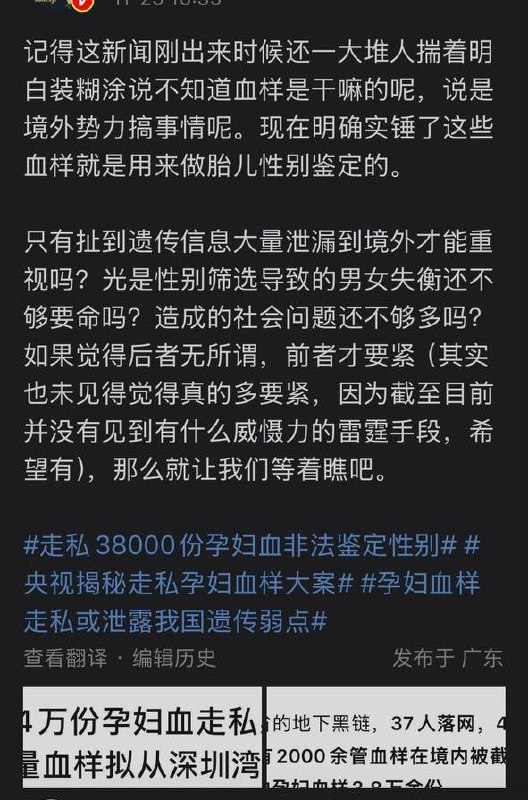 记得这新闻刚出来时候还一大堆人揣着明
白装糊涂说不知道血样是干嘛的呢，说是
境外势力搞事情呢。现在明确实锤了这些
血样就是用来做胎儿性别鉴定的。
只有扯到遗传信息大量泄漏到境外才能重
视吗？光是性别筛选导致的男女失衡还不
够要命吗？造成的社会问题还不够多吗？
如果觉得后者无所谓，前者才要紧（其实
也未见得觉得真的多要紧，因为截至目前
并没有见到有什么威慑力的雷霆手段，希
望有），那么就让我们等着瞧吧。
#走私38000份孕妇血非法鉴定性别# #
央视揭秘走私孕妇血样大案# #孕妇血样
走私或泄露我国遗传弱点#
查看翻译 · 编辑历史
发布于 广东
4万份孕妇血走私
量血样拟从深圳湾
的地下黑链，37人落网，4
2000余管血样在境内被截
孕妇血样3.8万余份